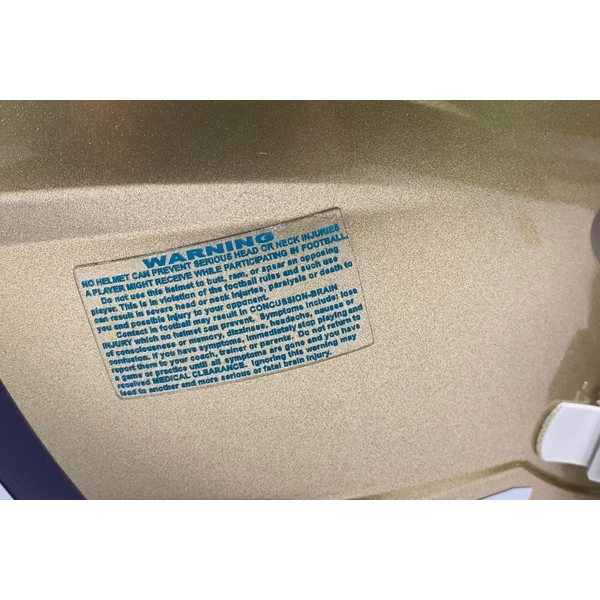 WARNING
NO HELMET CAN PREVENT SERIOUS HEAD OR NECK INJURIES
A PLAYER MIGHT RECEIVE WHILE PARTICIPATING IN FOOTBALL.
Do not use this helmet to butt, ram, or spear an opposing
player. This is in violation of the football rules and such use
can result in severe head or neck injuries, paralysis or death to
you and possible injury to your opponent.
Contact in football may result in CONCUSSION-BRAIN
INJURY which no helmet can prevent. Symptoms include: loss
of consciousness or memory, dizziness, headache, nausea or
confusion. If you have symptoms, immediately stop playing and
report them to your coach, trainer or parents. Do not return to
a game or practice until all symptoms are gone and you have
received MEDICAL CLEARANCE. Ignoring this warning may
lead to another and more serious or fatal brain injury.